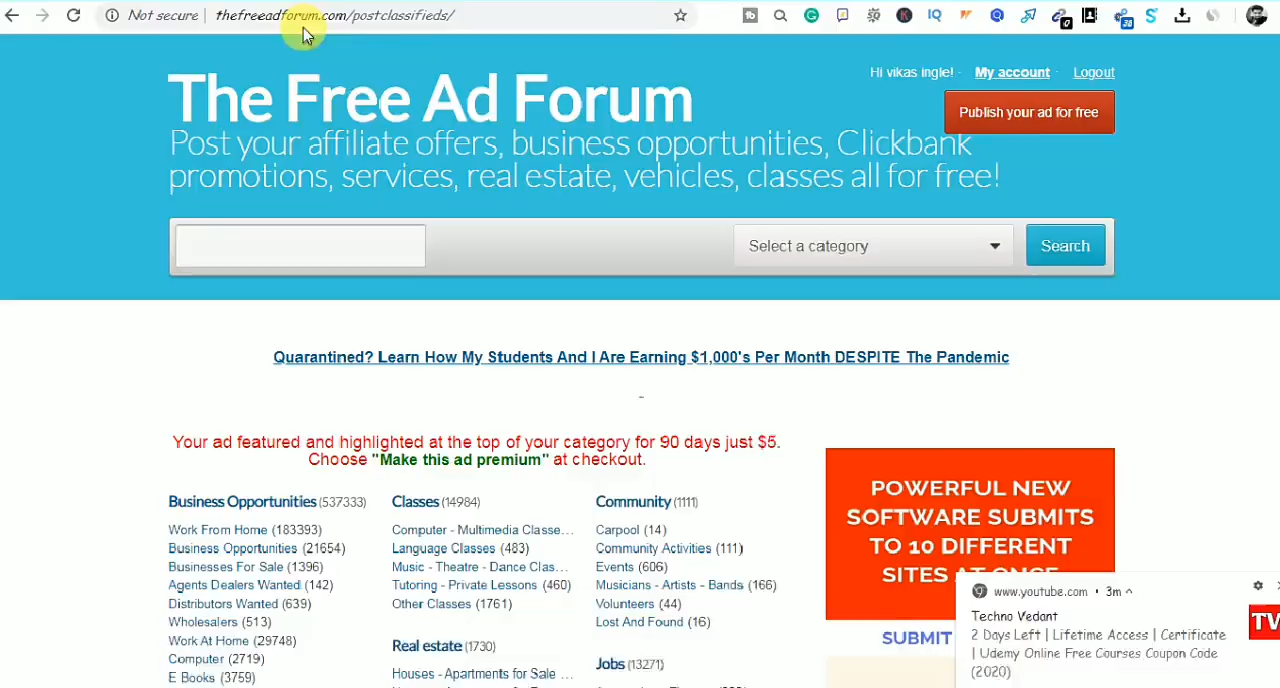 Not secure | thefreeadforum.com/postclassifieds/
The Free Ad Forum
Hi vikas ingle! · My account · Logout
Publish your ad for free
Post your affiliate offers, business opportunities, Clickbank
promotions, services, real estate, vehicles, classes all for free!
Select a category
Search
Quarantined? Learn How My Students And I Are Earning $1,000's Per Month DESPITE The Pandemic
-
Your ad featured and highlighted at the top of your category for 90 days just $5.
Choose "Make this ad premium" at checkout.
Business Opportunities (537333)
Work From Home (183393)
Business Opportunities (21654)
Businesses For Sale (1396)
Agents Dealers Wanted (142)
Distributors Wanted (639)
Wholesalers (513)
Work At Home (29748)
Computer (2719)
E Books (3759)
Classes (14984)
Computer - Multimedia Classe...
Language Classes (483)
Music - Theatre - Dance Clas...
Tutoring - Private Lessons (460)
Other Classes (1761)
Real estate (1730)
Houses - Apartments for Sale ...
Community (1111)
Carpool (14)
Community Activities (111)
Events (606)
Musicians - Artists - Bands (166)
Volunteers (44)
Lost And Found (16)
Jobs (13271)
POWERFUL NEW
SOFTWARE SUBMITS
TO 10 DIFFERENT
SITES AT ONCE
SUBMIT
www.youtube.com • 3m
Techno Vedant
2 Days Left | Lifetime Access | Certificate
| Udemy Online Free Courses Coupon Code
(2020)
TV